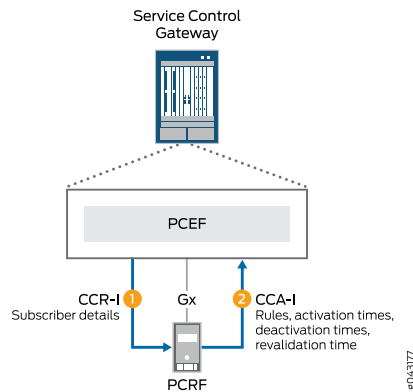 Service Control
Gateway
PCEF
CCR-I 1
Subscriber details
Gx
2 CCA-I
Rules, activation times,
deactivation times,
revalidation time
PCRF
g043177